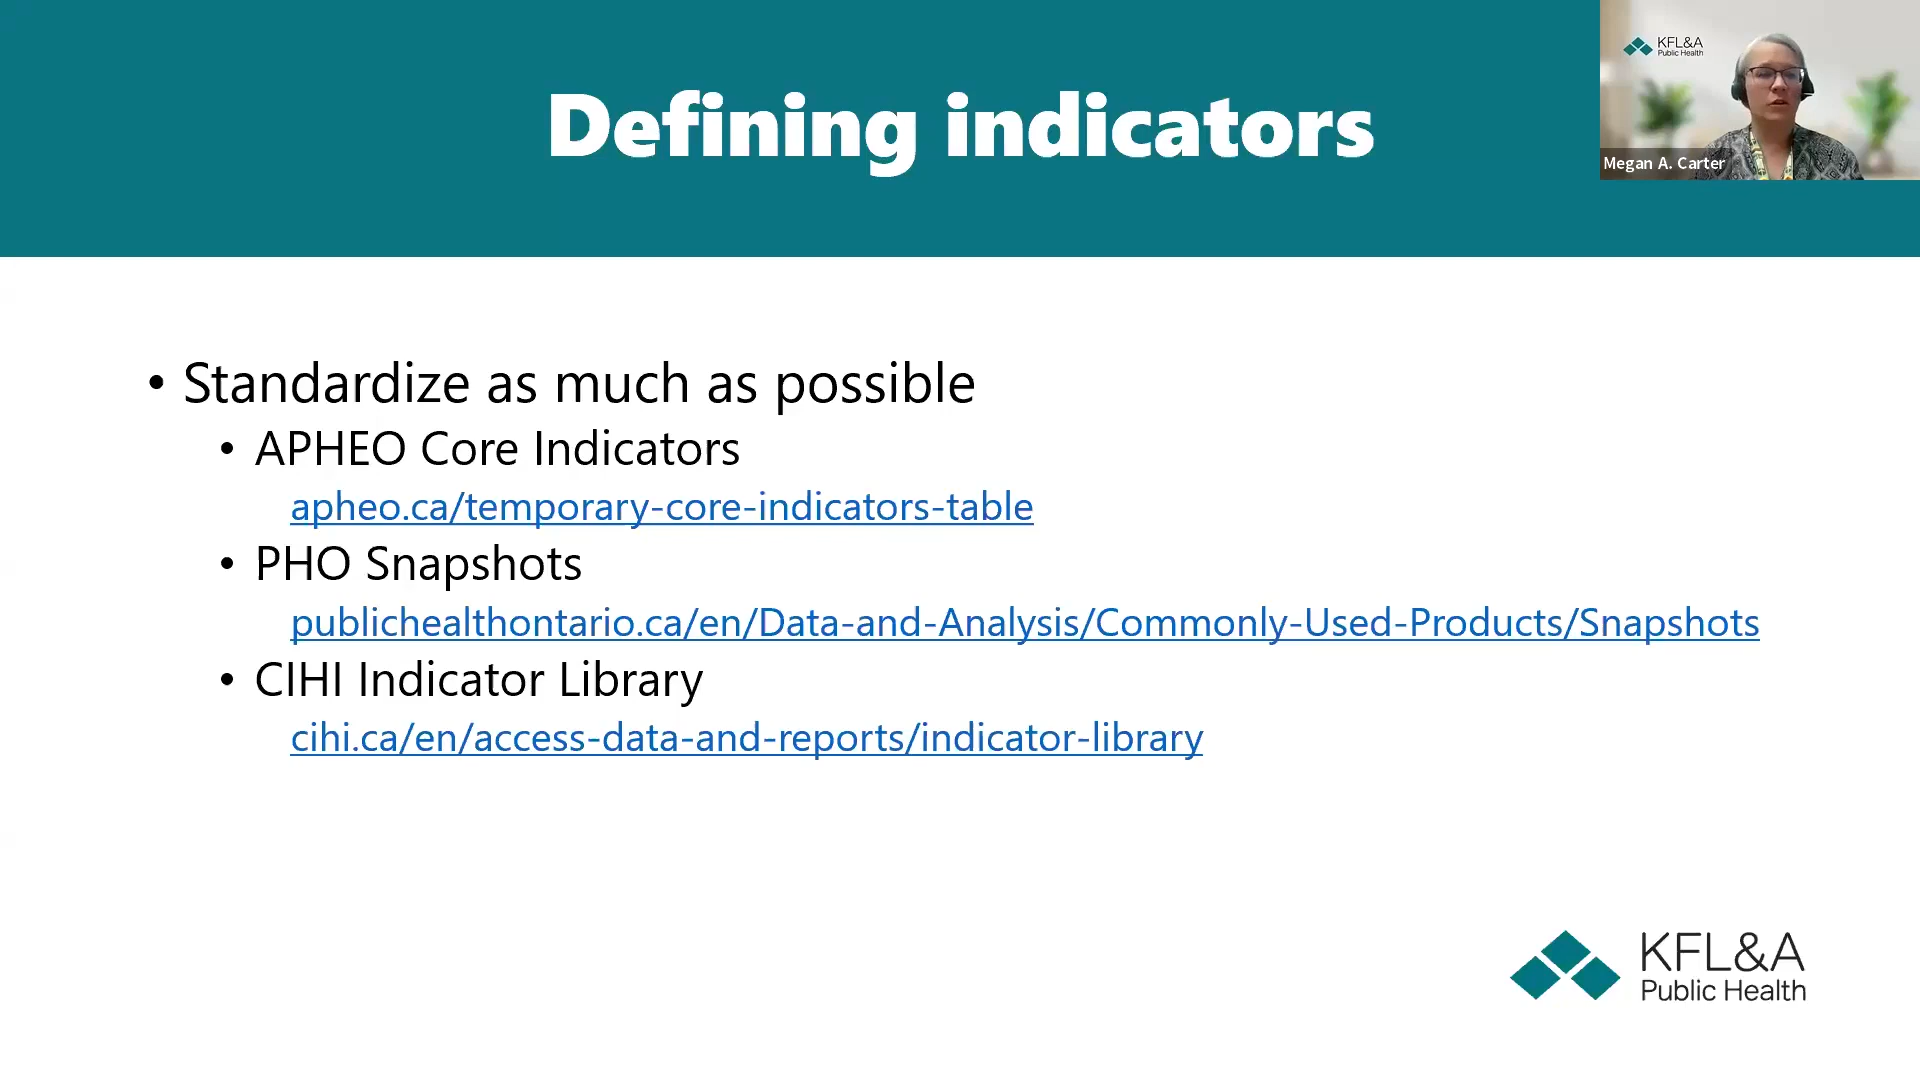 Defining indicators
KFL&A
Public Health
Megan A. Carter
• Standardize as much as possible
• APHEO Core Indicators
apheo.ca/temporary-core-indicators-table
• PHO Snapshots
publichealthontario.ca/en/Data-and-Analysis/Commonly-Used-Products/Snapshots
• CIHI Indicator Library
cihi.ca/en/access-data-and-reports/indicator-library
KFL&A
Public Health